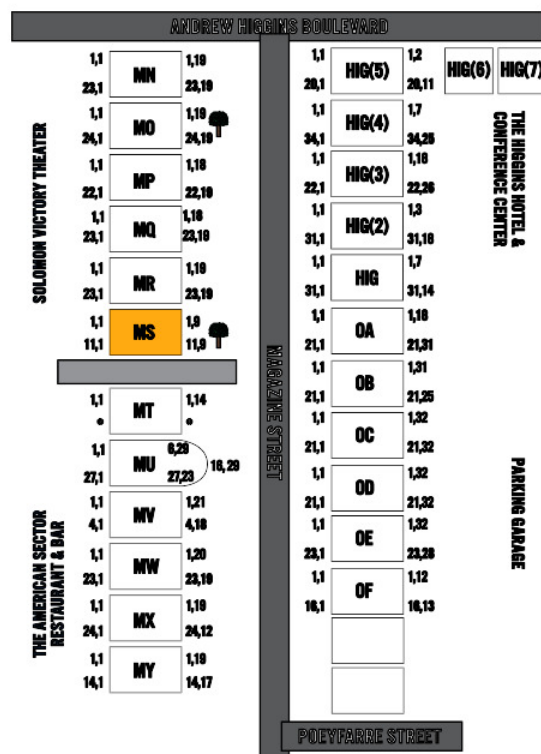 ANDREW HIGGINS BOULEVARD
1,1 MN 1,19
23,1 23,19
1,1 MO 1,19
24,1 24,19
1,1 MP 1,18
22,1 22,19
1,1 MQ 1,18
23,1 23,19
1,1 MR 1,19
23,1 23,19
1,1 MS 1,9
11,1 11,9
1,1 MT 1,14
1,1 MU 6,29
27,1 27,23 16,29
1,1 MV 1,21
4,1 4,18
1,1 MW 1,20
23,1 23,19
1,1 MX 1,19
24,1 24,12
1,1 MY 1,19
14,1 14,17
SOLOMON VICTORY THEATER
THE AMERICAN SECTOR
RESTAURANT & BAR
MAGAZINE STREET
1,1 HIG(5) 1,2
20,1 20,11
HIG(6) HIG(7)
1,1 HIG(4) 1,7
34,1 34,25
1,1 HIG(3) 1,16
22,1 22,26
1,1 HIG(2) 1,3
31,1 31,16
1,1 HIG 1,7
31,1 31,14
1,1 OA 1,16
21,1 21,31
1,1 OB 1,31
21,1 21,25
1,1 OC 1,32
21,1 21,32
1,1 OD 1,32
21,1 21,32
1,1 OE 1,32
23,1 23,28
1,1 OF 1,12
16,1 16,13
THE HIGGINS HOTEL &
CONFERENCE CENTER
PARKING GARAGE
POEYFARRE STREET